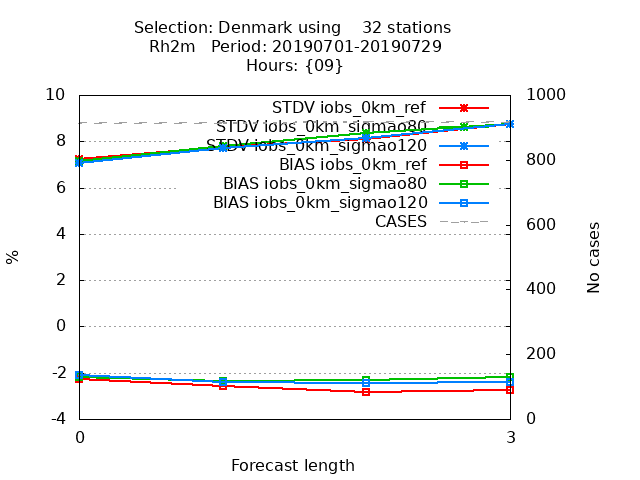 Selection: Denmark using    32 stations
Rh2m   Period: 20190701-20190729
Hours: {09}
10
8
6
4
2
0
-2
-4
%
STDV iobs_0km_ref
STDV iobs_0km_sigmao80
STDV iobs_0km_sigmao120
BIAS iobs_0km_ref
BIAS iobs_0km_sigmao80
BIAS iobs_0km_sigmao120
CASES
1000
800
600
400
200
0
No cases
0
3
Forecast length